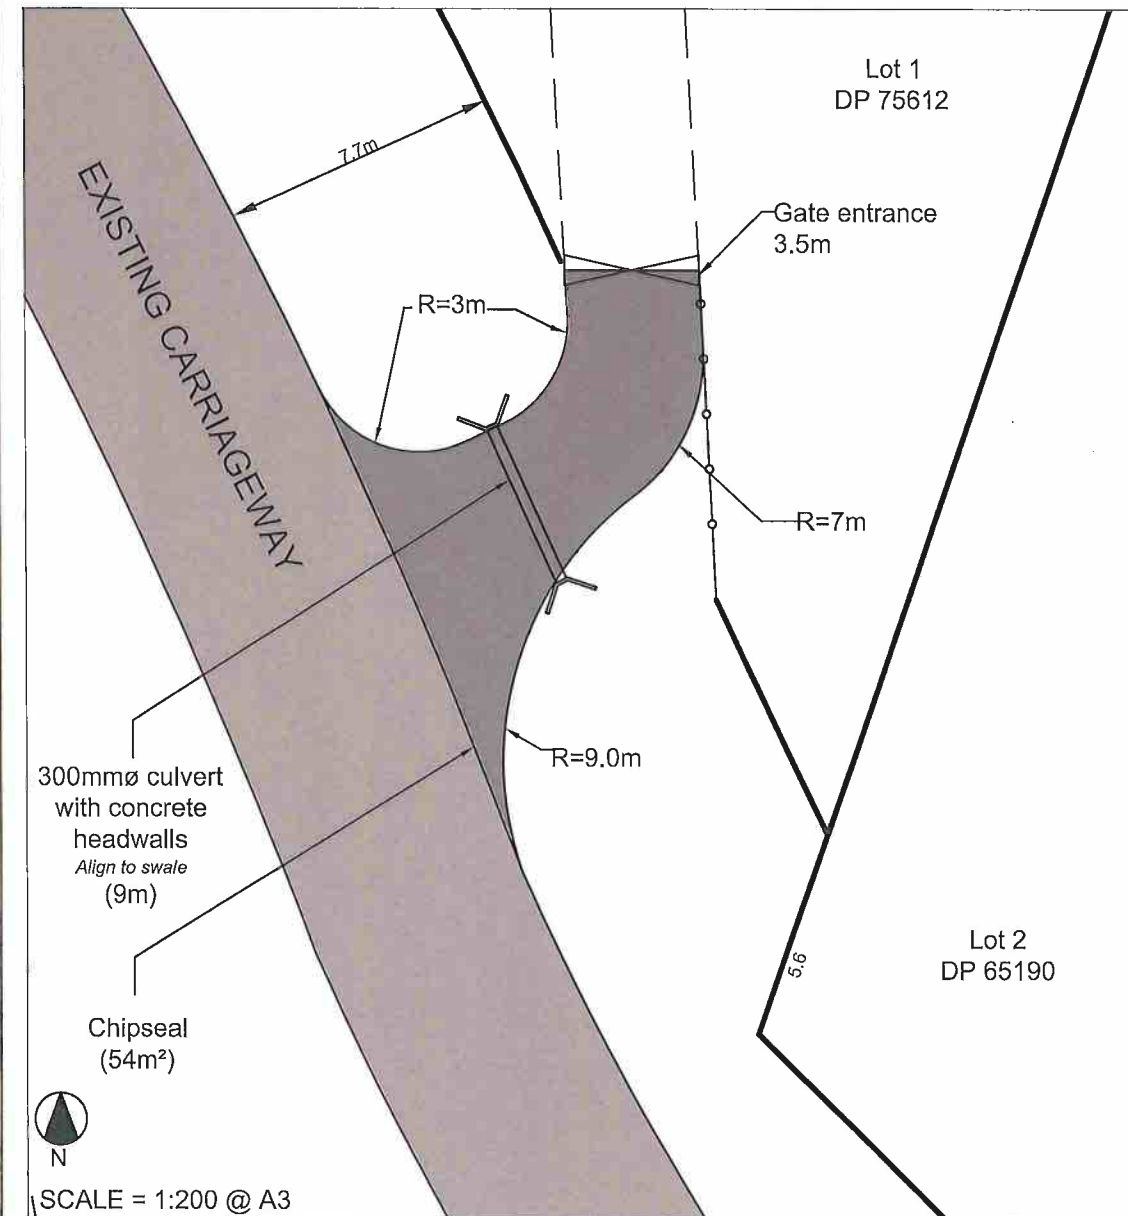 Lot 1
DP 75612
7.7m
EXISTING CARRIAGEWAY
Gate entrance
3.5m
R=3m
R=7m
R=9.0m
300mmø culvert
with concrete
headwalls
Align to swale
(9m)
5.6
Lot 2
DP 65190
Chipseal
(54m²)
N
SCALE = 1:200 @ A3